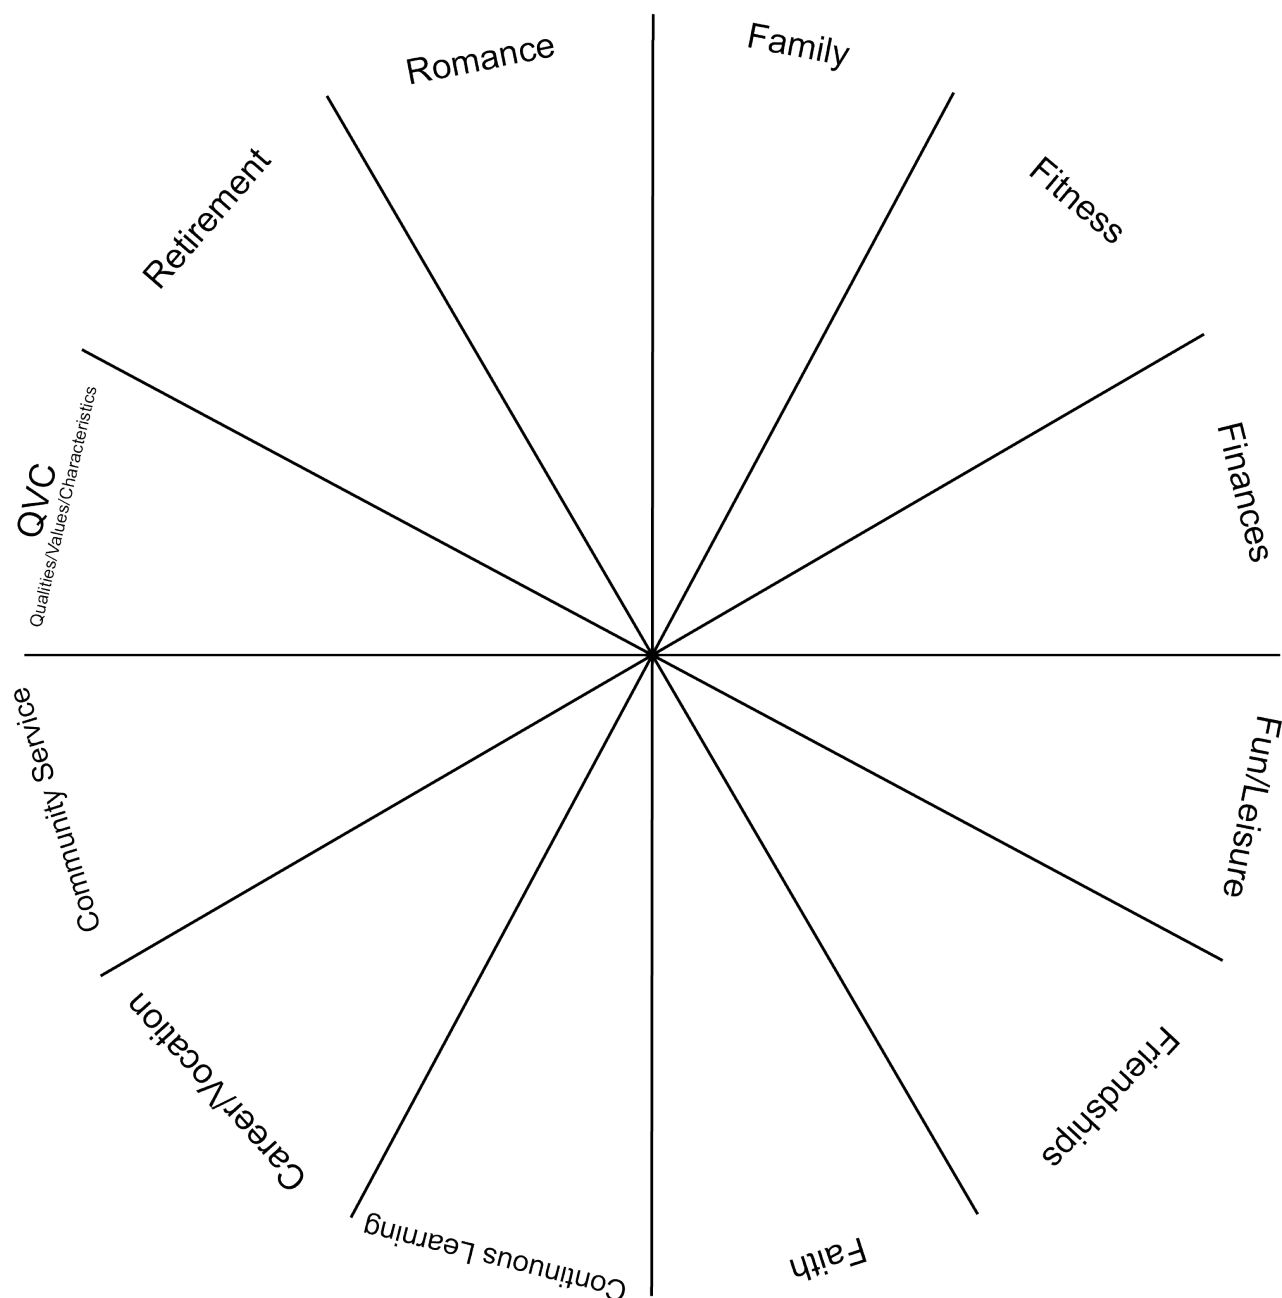 Family
Fitness
Finances
Fun/Leisure
Friendships
Faith
Continuous Learning
Career/Vocation
Community Service
QVC
Qualities/Values/Characteristics
Retirement
Romance